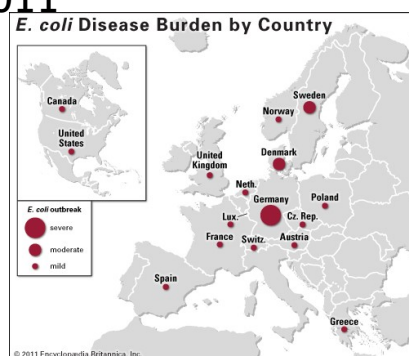 2011
E. coli Disease Burden by Country
Canada
United
States
Sweden
Norway
Denmark
United
Kingdom
Neth.
Germany
Poland
Lux.
Cz. Rep.
France
Switz.
Austria
Spain
Greece
E. coli outbreak
severe
moderate
mild
© 2011 Encyclopædia Britannica, Inc.